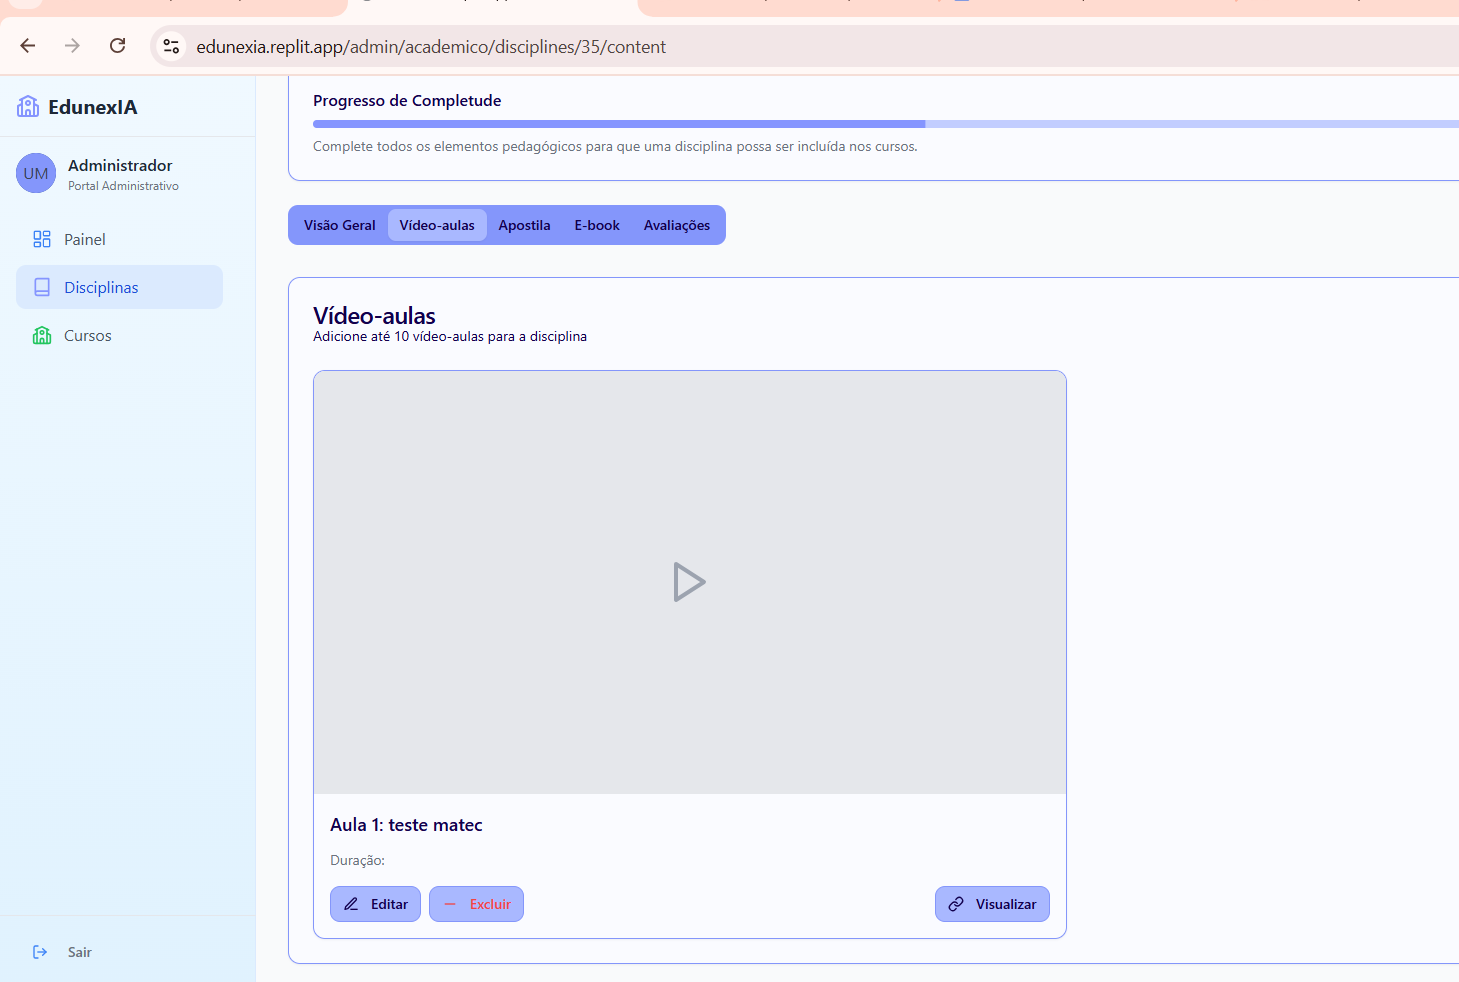 edunexia.replit.app/admin/academico/disciplines/35/content
EdunexIA
UM
Administrador
Portal Administrativo
Painel
Disciplinas
Cursos
Sair
Progresso de Completude
Complete todos os elementos pedagógicos para que uma disciplina possa ser incluída nos cursos.
Visão Geral
Vídeo-aulas
Apostila
E-book
Avaliações
Vídeo-aulas
Adicione até 10 vídeo-aulas para a disciplina
Aula 1: teste matec
Duração:
Editar
Excluir
Visualizar